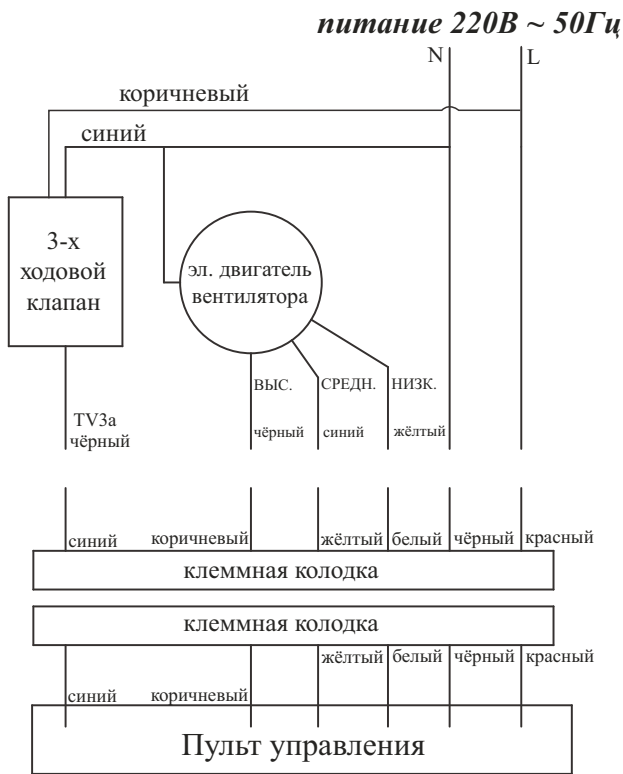 питание 220В ~ 50Гц
N
L
коричневый
синий
3-х
ходовой
клапан
эл. двигатель
вентилятора
ВЫС.
СРЕДН.
НИЗК.
TV3a
чёрный
чёрный
синий
жёлтый
синий
коричневый
жёлтый
белый
чёрный
красный
клеммная колодка
клеммная колодка
жёлтый
белый
чёрный
красный
синий
коричневый
Пульт управления